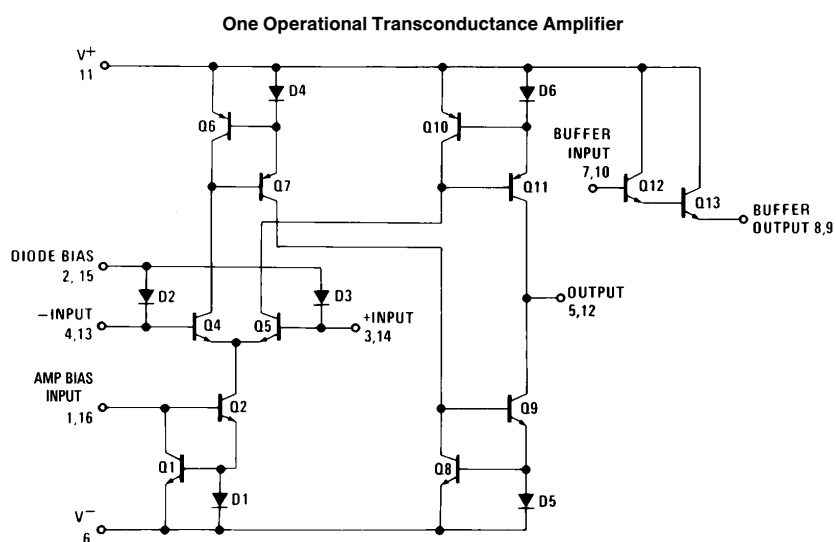 One Operational Transconductance Amplifier
V+
11
D4
D6
Q6
Q10
BUFFER
INPUT
7,10
Q7
Q11
Q12
Q13
BUFFER
OUTPUT 8,9
DIODE BIAS
2, 15
D2
D3
OUTPUT
5,12
—INPUT
4,13
Q4
Q5
+INPUT
3,14
AMP BIAS
INPUT
1,16
Q2
Q9
Q1
Q8
D1
D5
V−
6